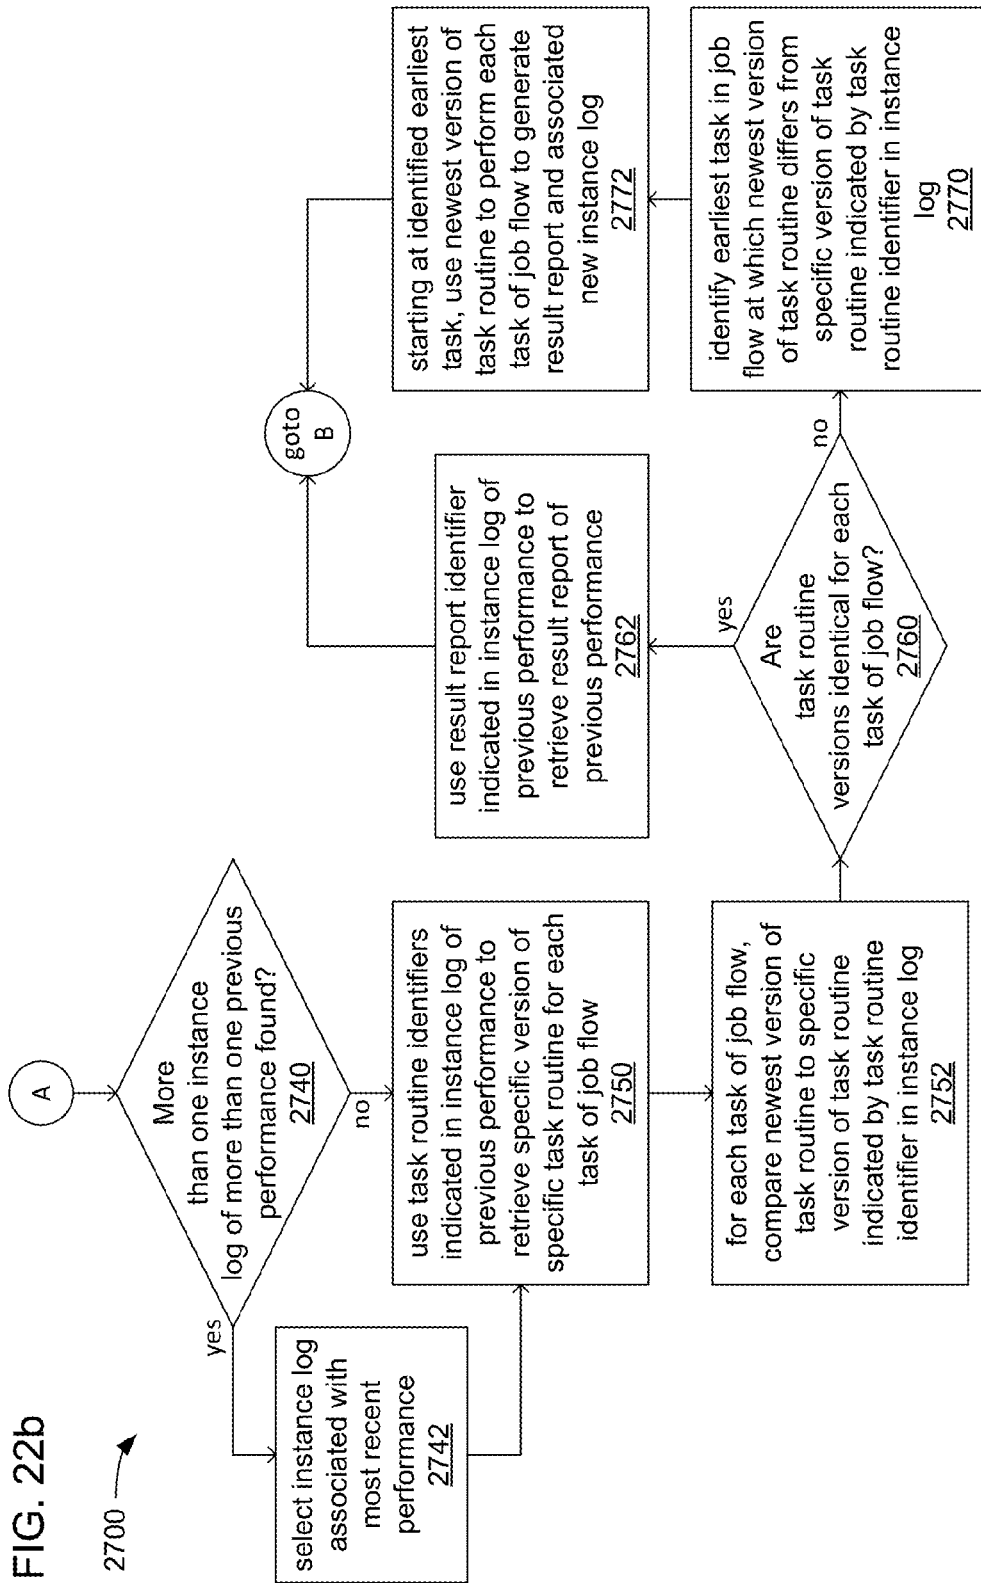 FIG. 22b
2700
A
More
than one instance
log of more than one previous
performance found?
2740
yes
no
select instance log
associated with
most recent
performance
2742
use task routine identifiers
indicated in instance log of
previous performance to
retrieve specific version of
specific task routine for each
task of job flow
2750
for each task of job flow,
compare newest version of
task routine to specific
version of task routine
indicated by task routine
identifier in instance log
2752
Are
task routine
versions identical for each
task of job flow?
2760
yes
no
use result report identifier
indicated in instance log of
previous performance to
retrieve result report of
previous performance
2762
goto
B
identify earliest task in job
flow at which newest version
of task routine differs from
specific version of task
routine indicated by task
routine identifier in instance
log
2770
starting at identified earliest
task, use newest version of
task routine to perform each
task of job flow to generate
result report and associated
new instance log
2772